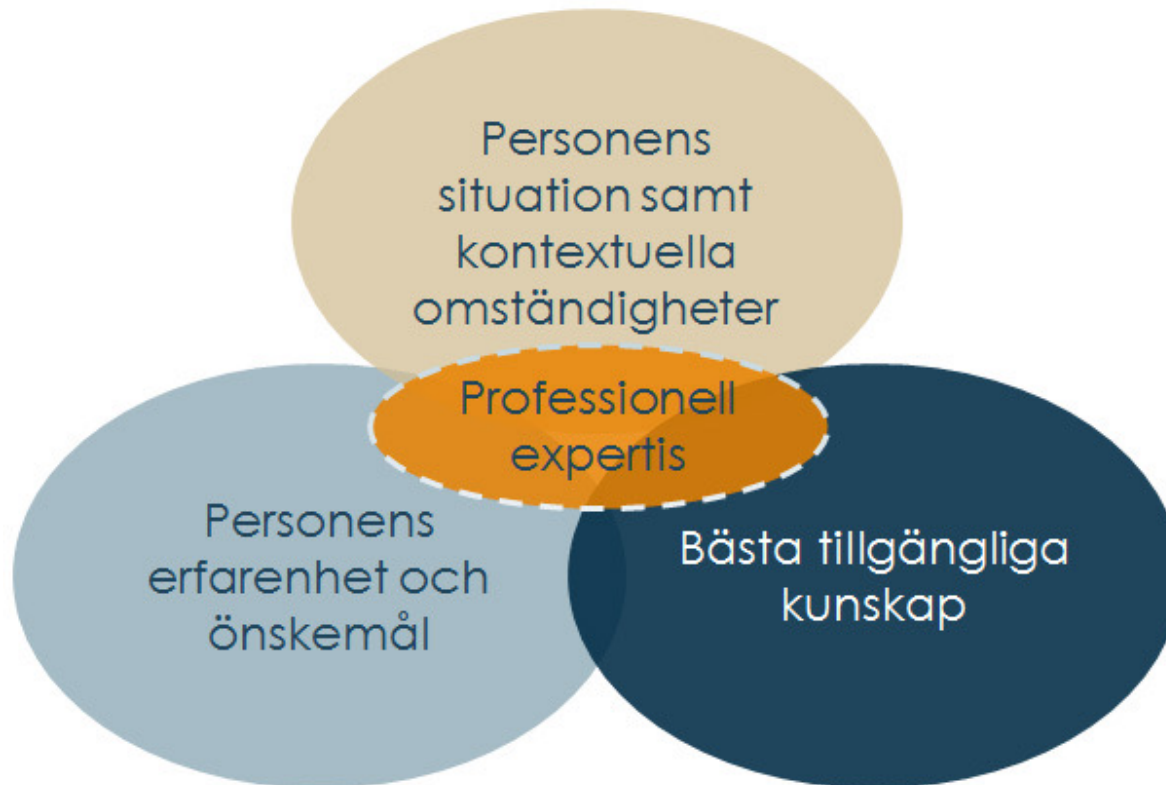 Personens
situation samt
kontextuella
omständigheter
Professionell
expertis
Personens
erfarenhet och
önskemål
Bästa tillgängliga
kunskap